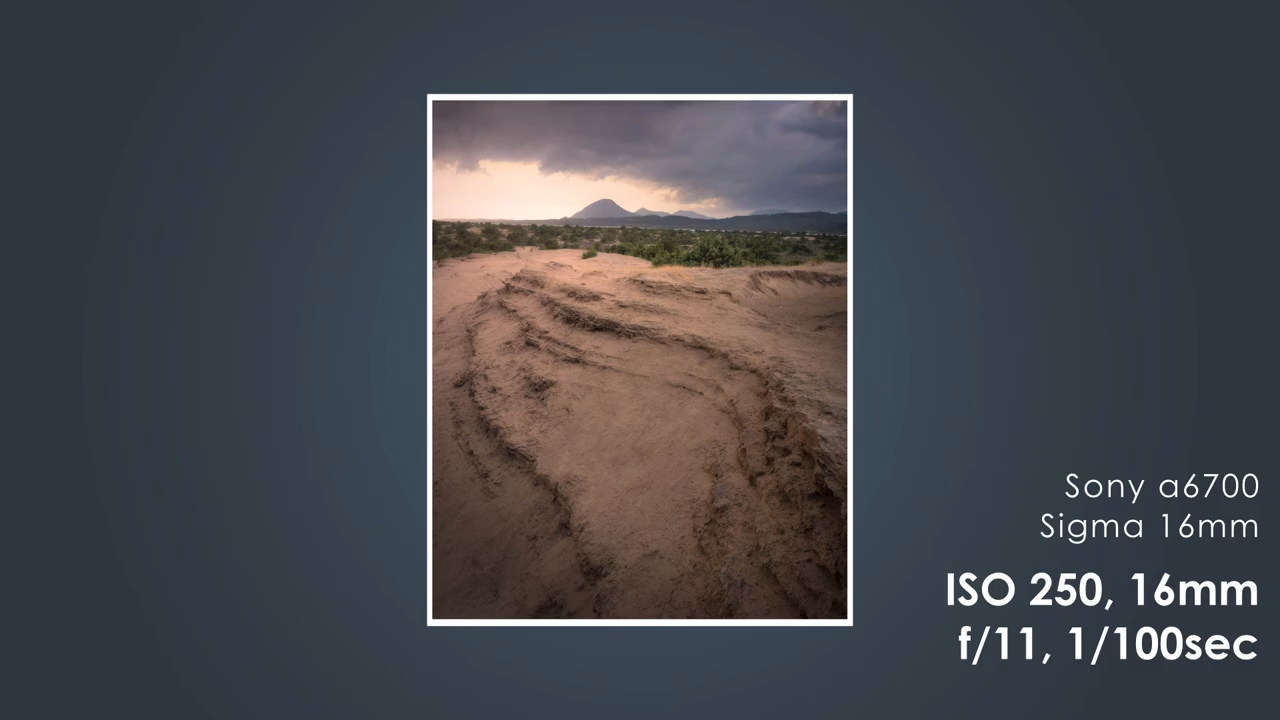 Sony a6700
Sigma 16mm
ISO 250, 16mm
f/11, 1/100sec